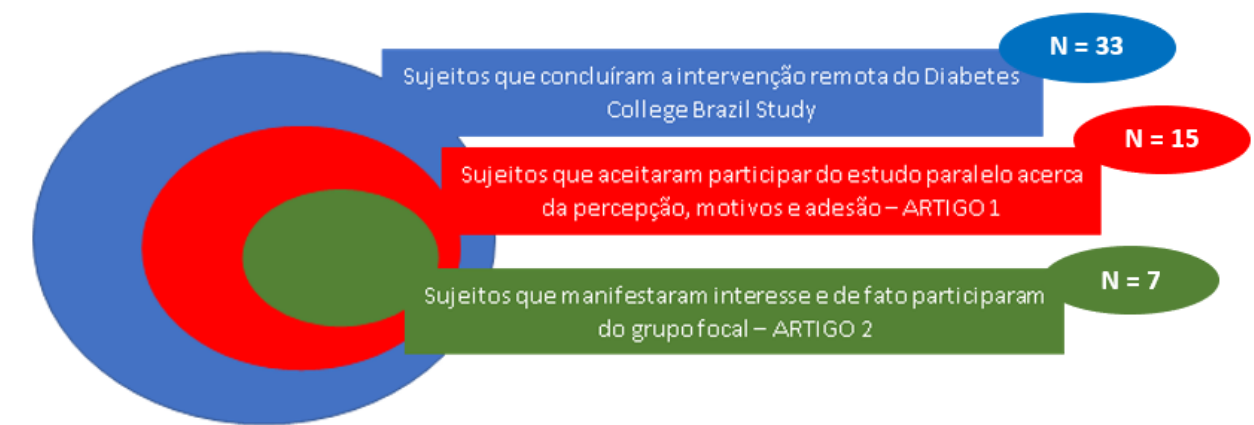 N = 33
Sujeitos que concluíram a intervenção remota do Diabetes
College Brazil Study
N = 15
Sujeitos que aceitaram participar do estudo paralelo acerca
da percepção, motivos e adesão – ARTIGO 1
N = 7
Sujeitos que manifestaram interesse e de fato participaram
do grupo focal – ARTIGO 2